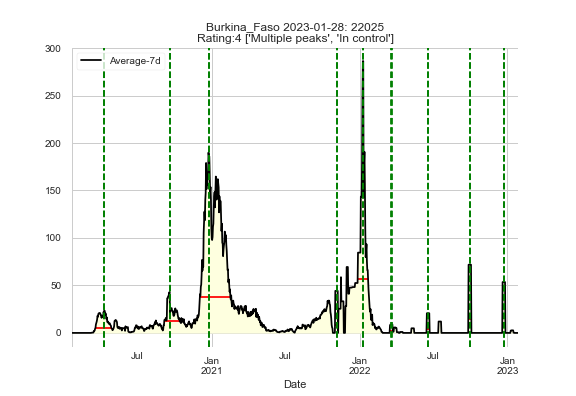 Burkina_Faso 2023-01-28: 22025
Rating:4 ['Multiple peaks', 'In control']
Average-7d
300
250
200
150
100
50
0
Jul
Jan
2021
Jul
Jan
2022
Jul
Jan
2023
Date